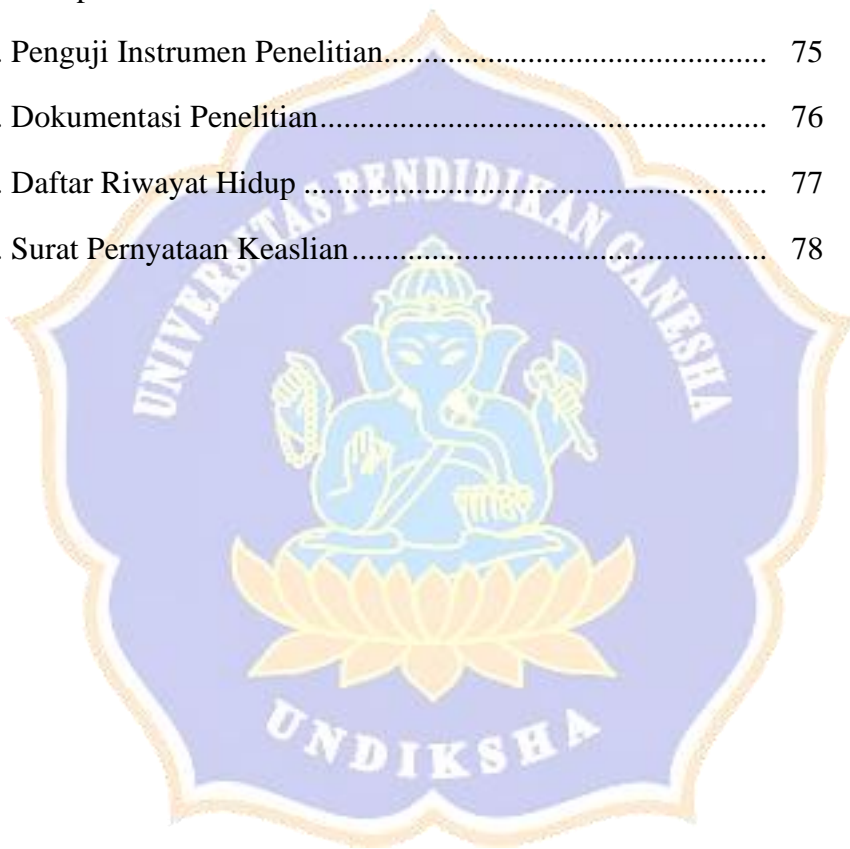 . Penguji Instrumen Penelitian............................................... 75
. Dokumentasi Penelitian....................................................... 76
. Daftar Riwayat Hidup ......................................................... 77
. Surat Pernyataan Keaslian................................................... 78
UNIVERSITAS PENDIDIKAN GANESHA
UNDIKSHA